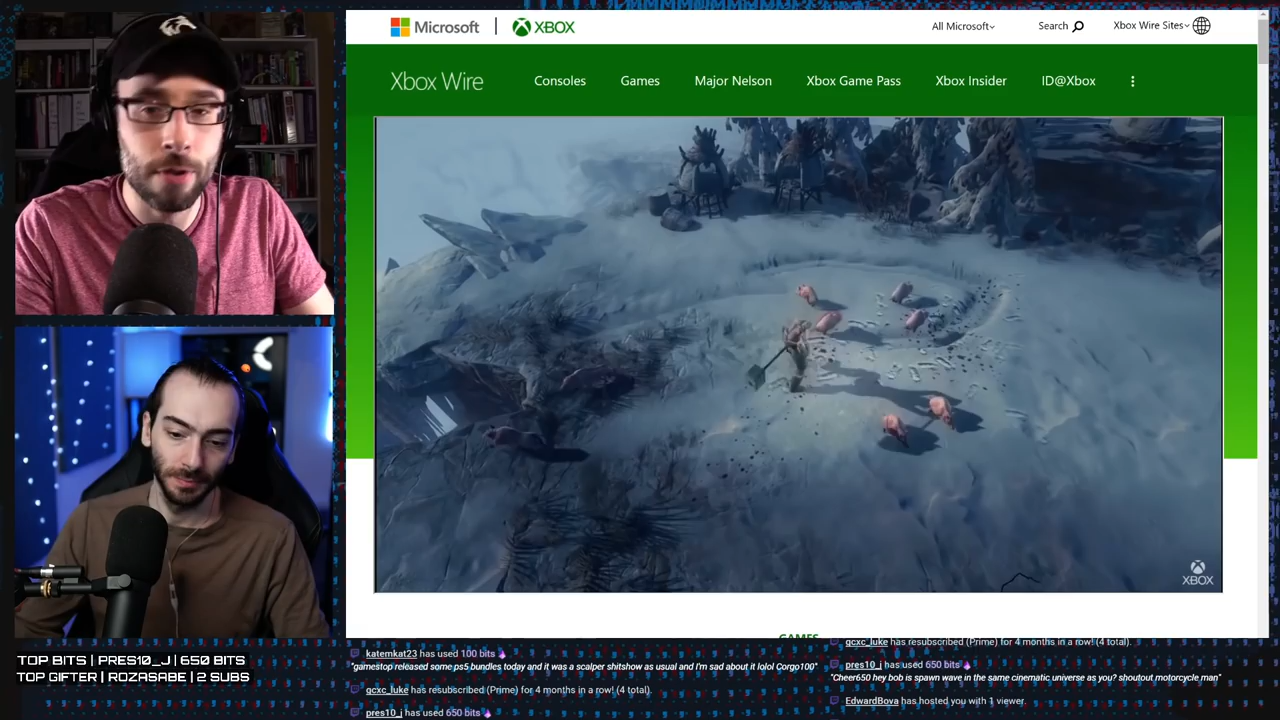 Microsoft | XBOX
All Microsoft
Search
Xbox Wire Sites
Xbox Wire
Consoles
Games
Major Nelson
Xbox Game Pass
Xbox Insider
ID@Xbox
XBOX
GAMES
TOP BITS | PRES10_J | 650 BITS
TOP GIFTER | ROZASABE | 2 SUBS
katemkat23 has used 100 bits
"gamestop released some ps5 bundles today and it was a scalper shitshow as usual and I'm sad about it lolol Corgo100"
qcxc_luke has resubscribed (Prime) for 4 months in a row! (4 total).
pres10_j has used 650 bits
qcxc_luke has resubscribed (Prime) for 4 months in a row! (4 total).
pres10_j has used 650 bits
"Cheer650 hey bob is spawn wave in the same cinematic universe as you? shoutout motorcycle man"
EdwardBova has hosted you with 1 viewer.